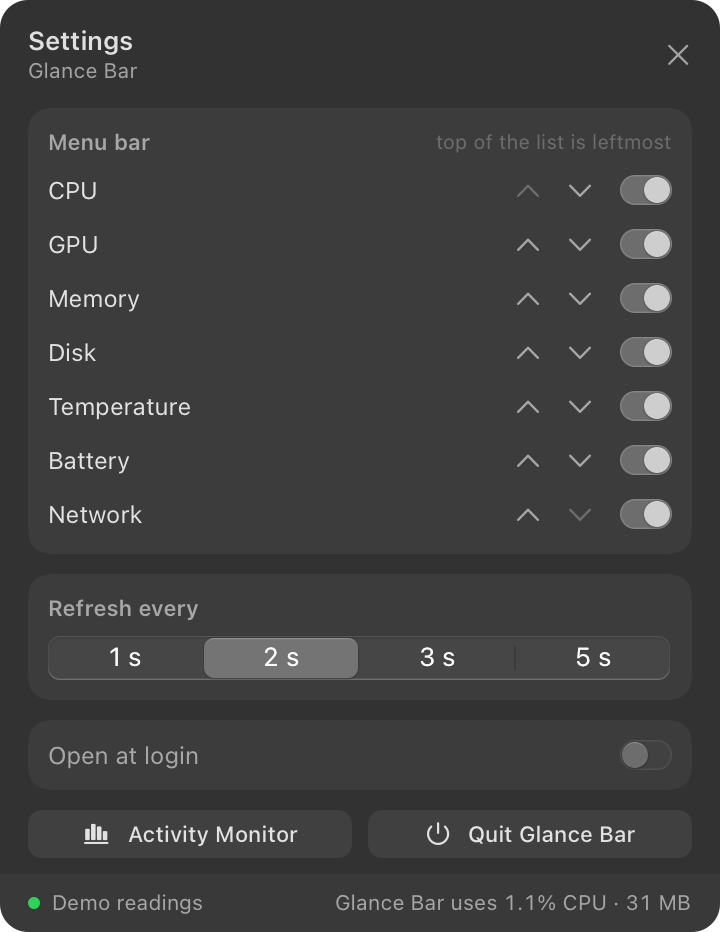 Settings
Glance Bar
Menu bar top of the list is leftmost
CPU
GPU
Memory
Disk
Temperature
Battery
Network
Refresh every
1 s 2 s 3 s 5 s
Open at login
Activity Monitor Quit Glance Bar
Demo readings Glance Bar uses 1.1% CPU · 31 MB